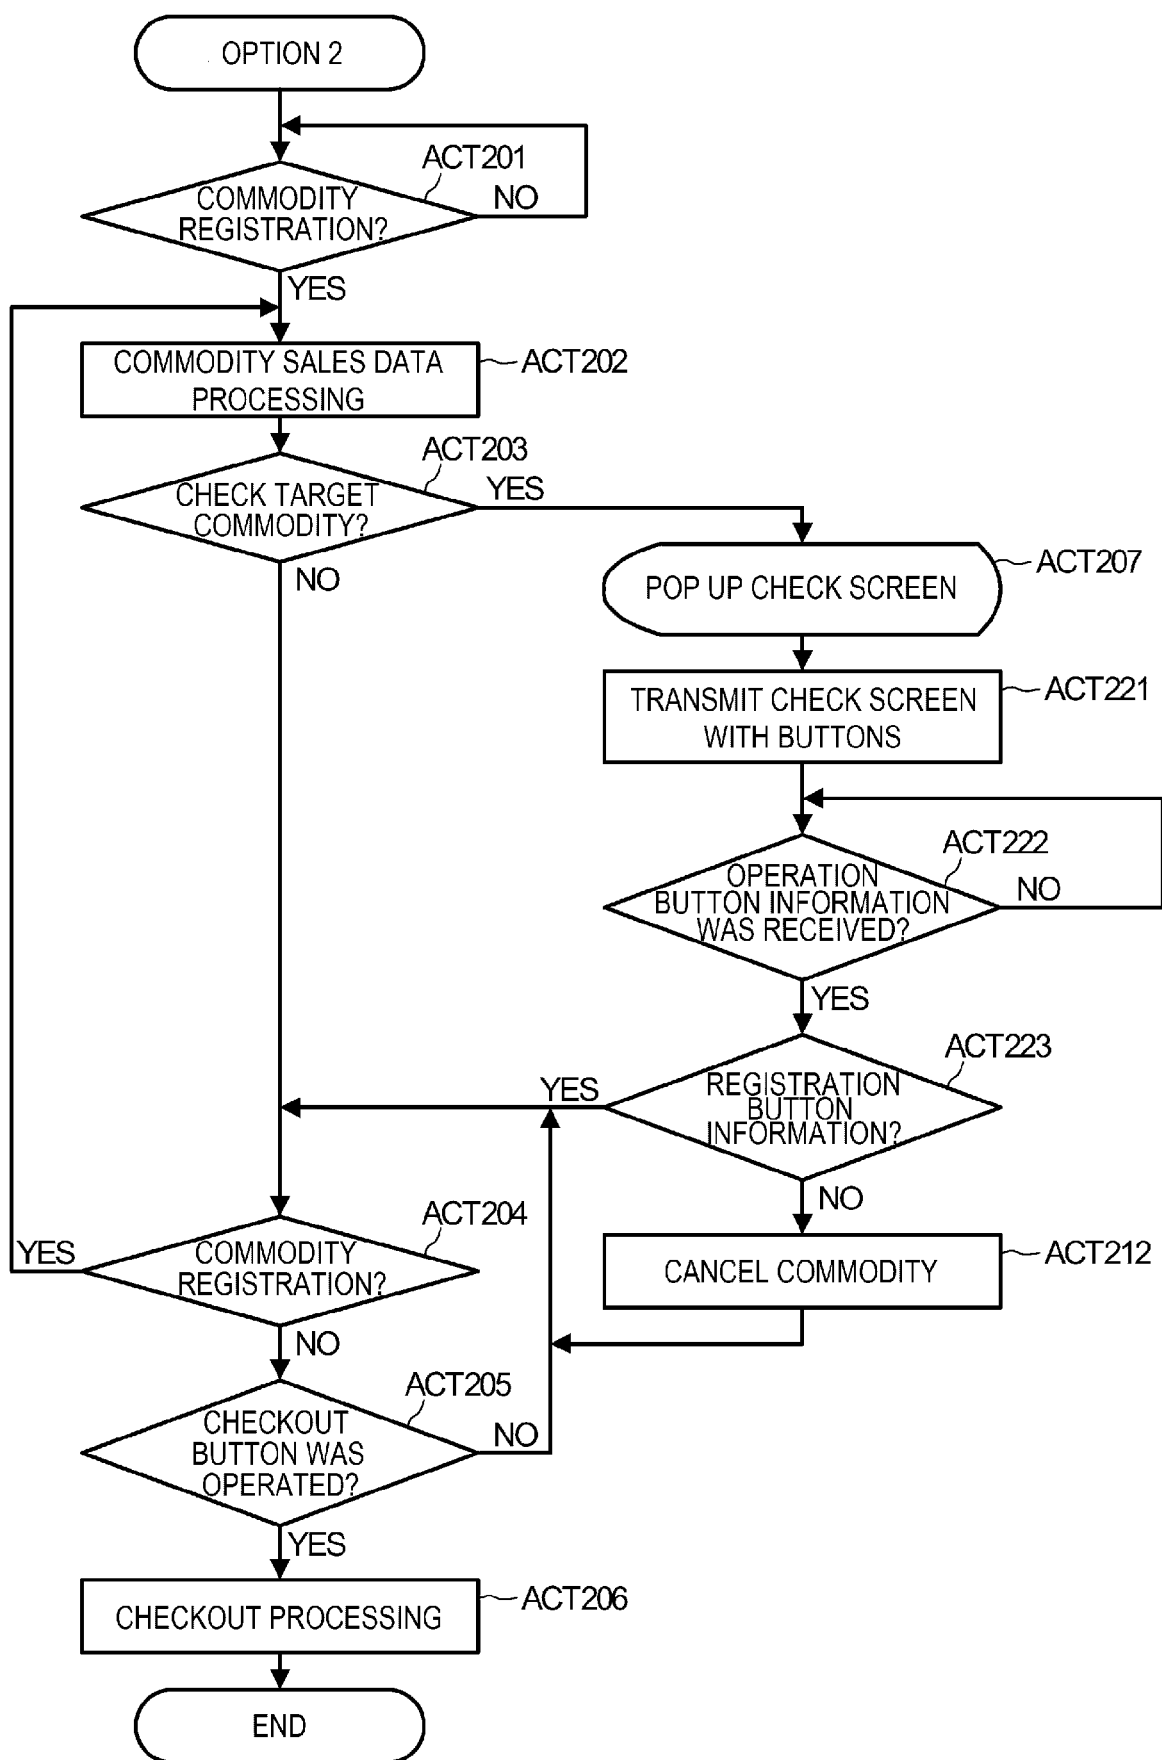 OPTION 2
ACT201
COMMODITY
REGISTRATION?
NO
YES
COMMODITY SALES DATA
PROCESSING
ACT202
ACT203
CHECK TARGET
COMMODITY?
YES
NO
POP UP CHECK SCREEN
ACT207
TRANSMIT CHECK SCREEN
WITH BUTTONS
ACT221
ACT222
OPERATION
BUTTON INFORMATION
WAS RECEIVED?
NO
YES
ACT223
REGISTRATION
BUTTON
INFORMATION?
YES
NO
ACT204
COMMODITY
REGISTRATION?
YES
NO
CANCEL COMMODITY
ACT212
ACT205
CHECKOUT
BUTTON WAS
OPERATED?
NO
YES
CHECKOUT PROCESSING
ACT206
END